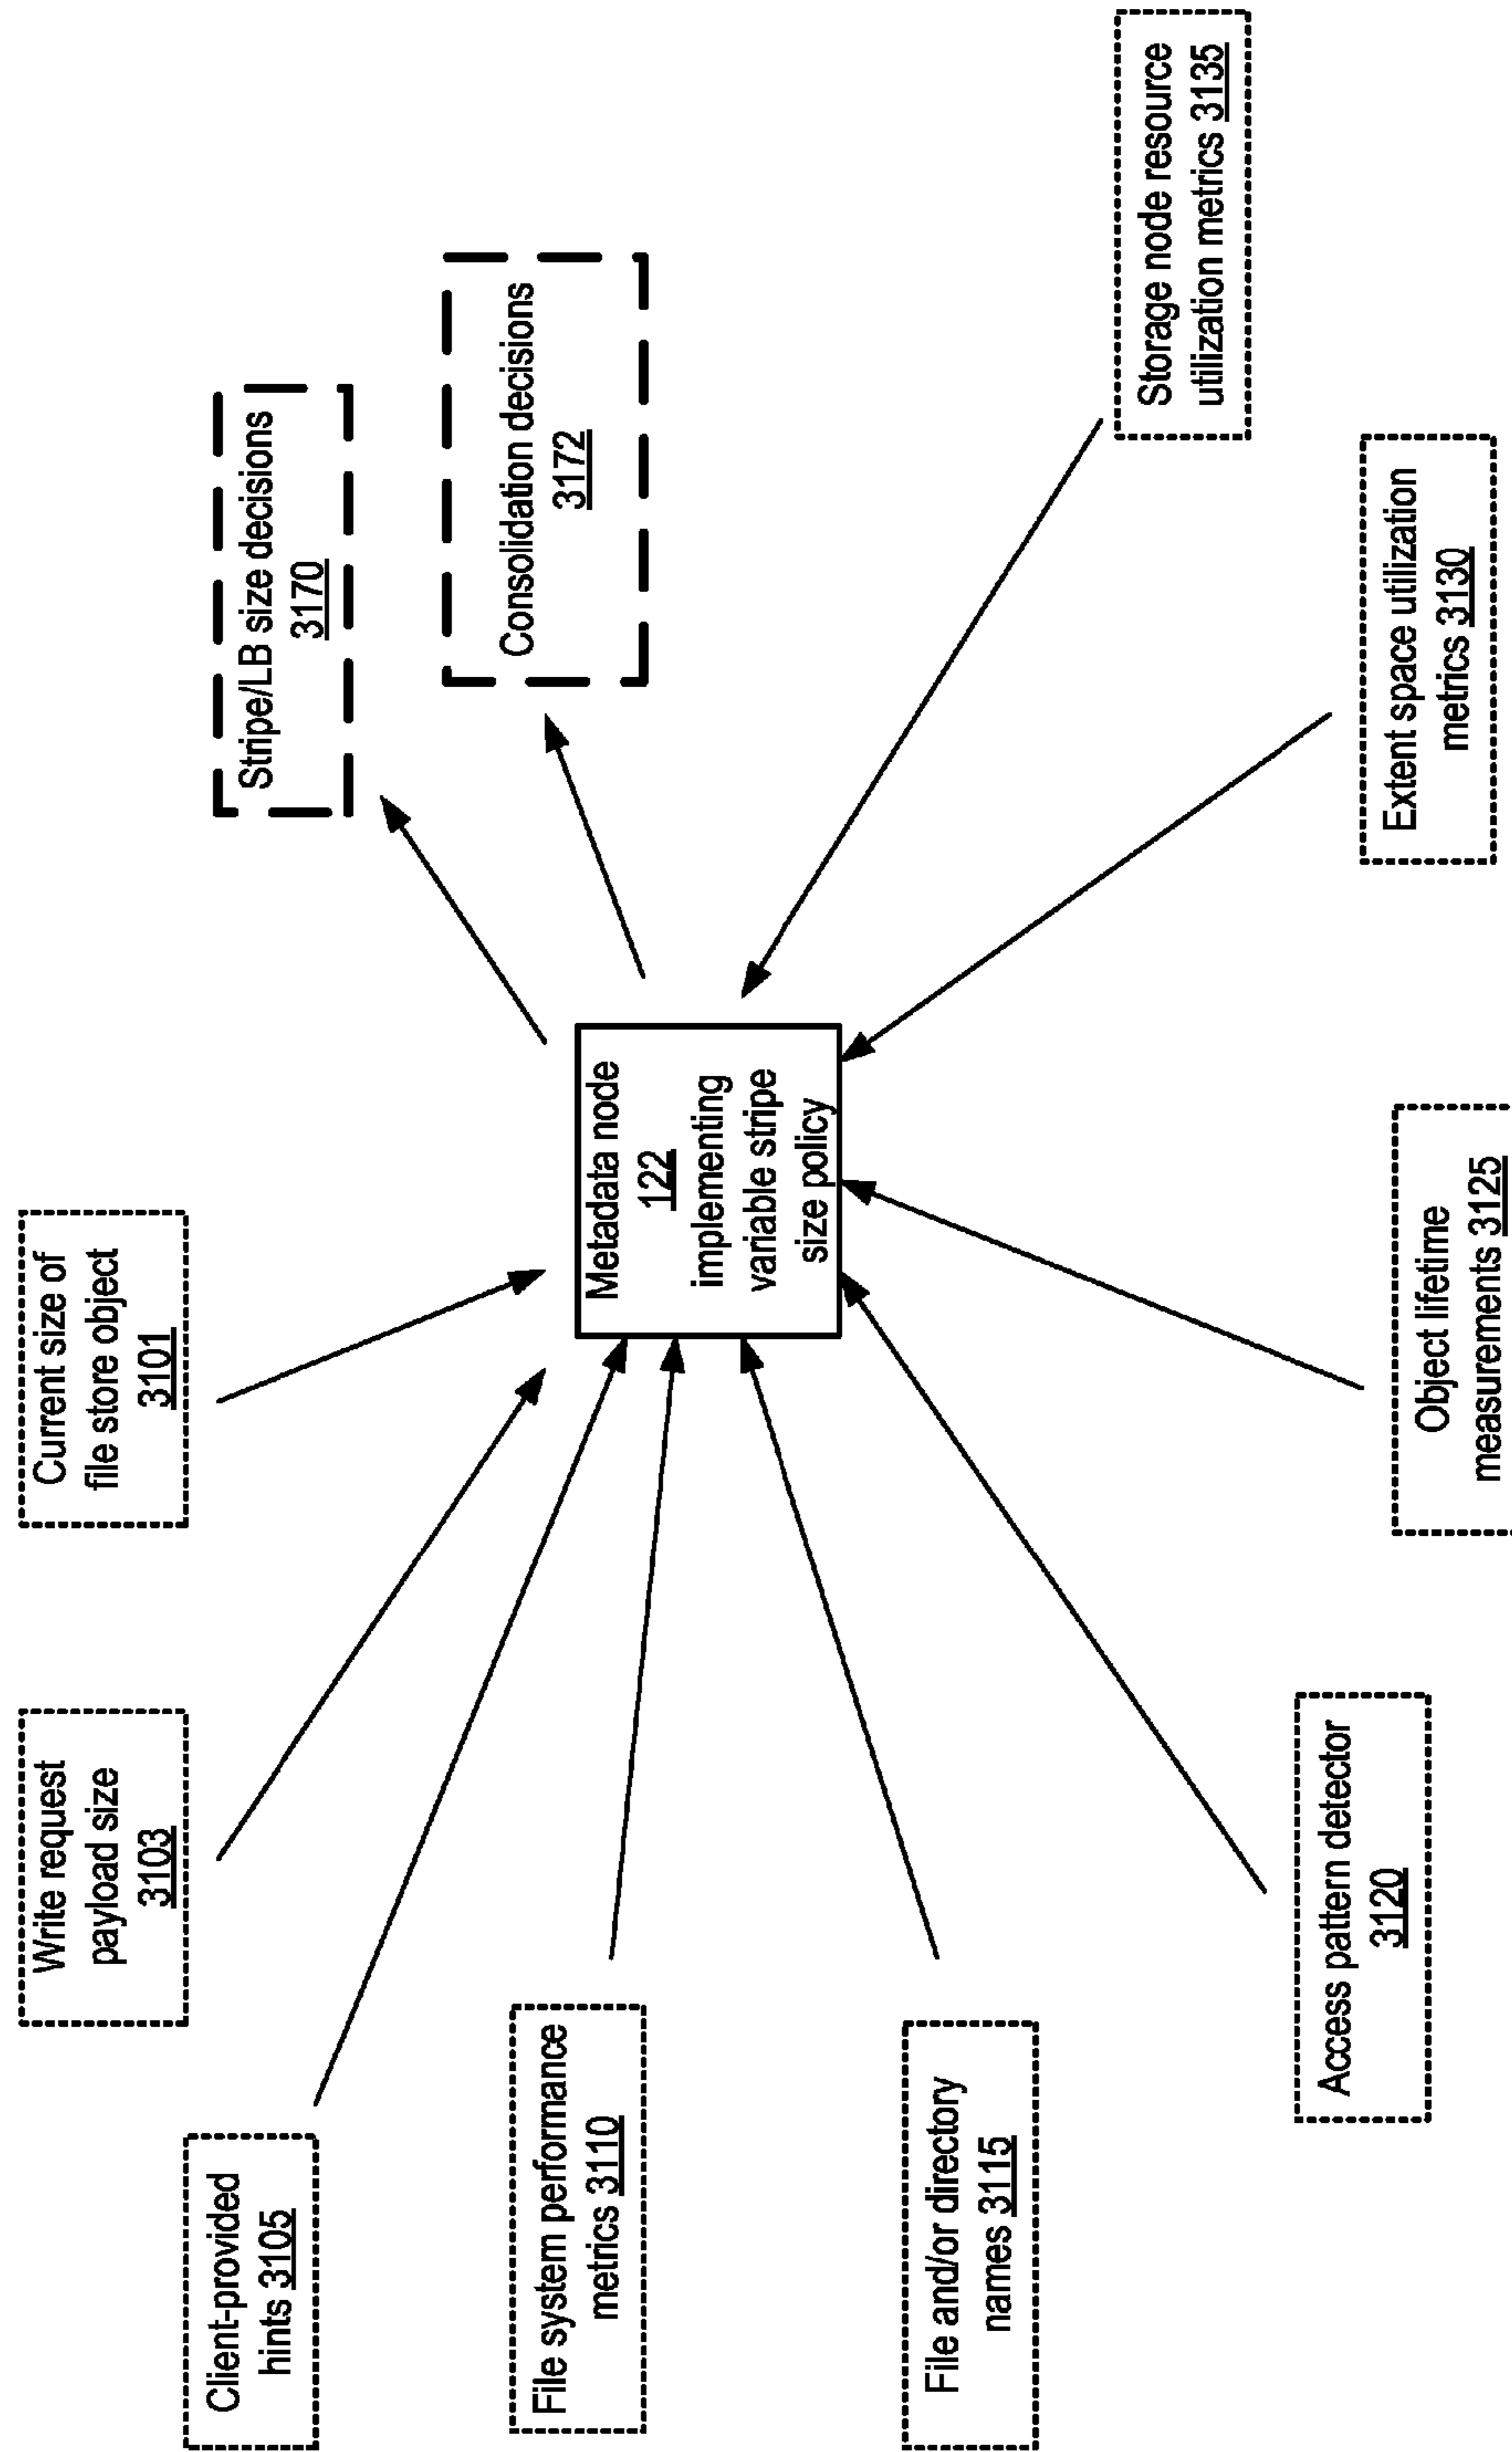 Current size of
file store object
3101
Write request
payload size
3103
Client-provided
hints 3105
File system performance
metrics 3110
File and/or directory
names 3115
Access pattern detector
3120
Object lifetime
measurements 3125
Extent space utilization
metrics 3130
Storage node resource
utilization metrics 3135
Metadata node
122
implementing
variable stripe
size policy
Stripe/LB size decisions
3170
Consolidation decisions
3172